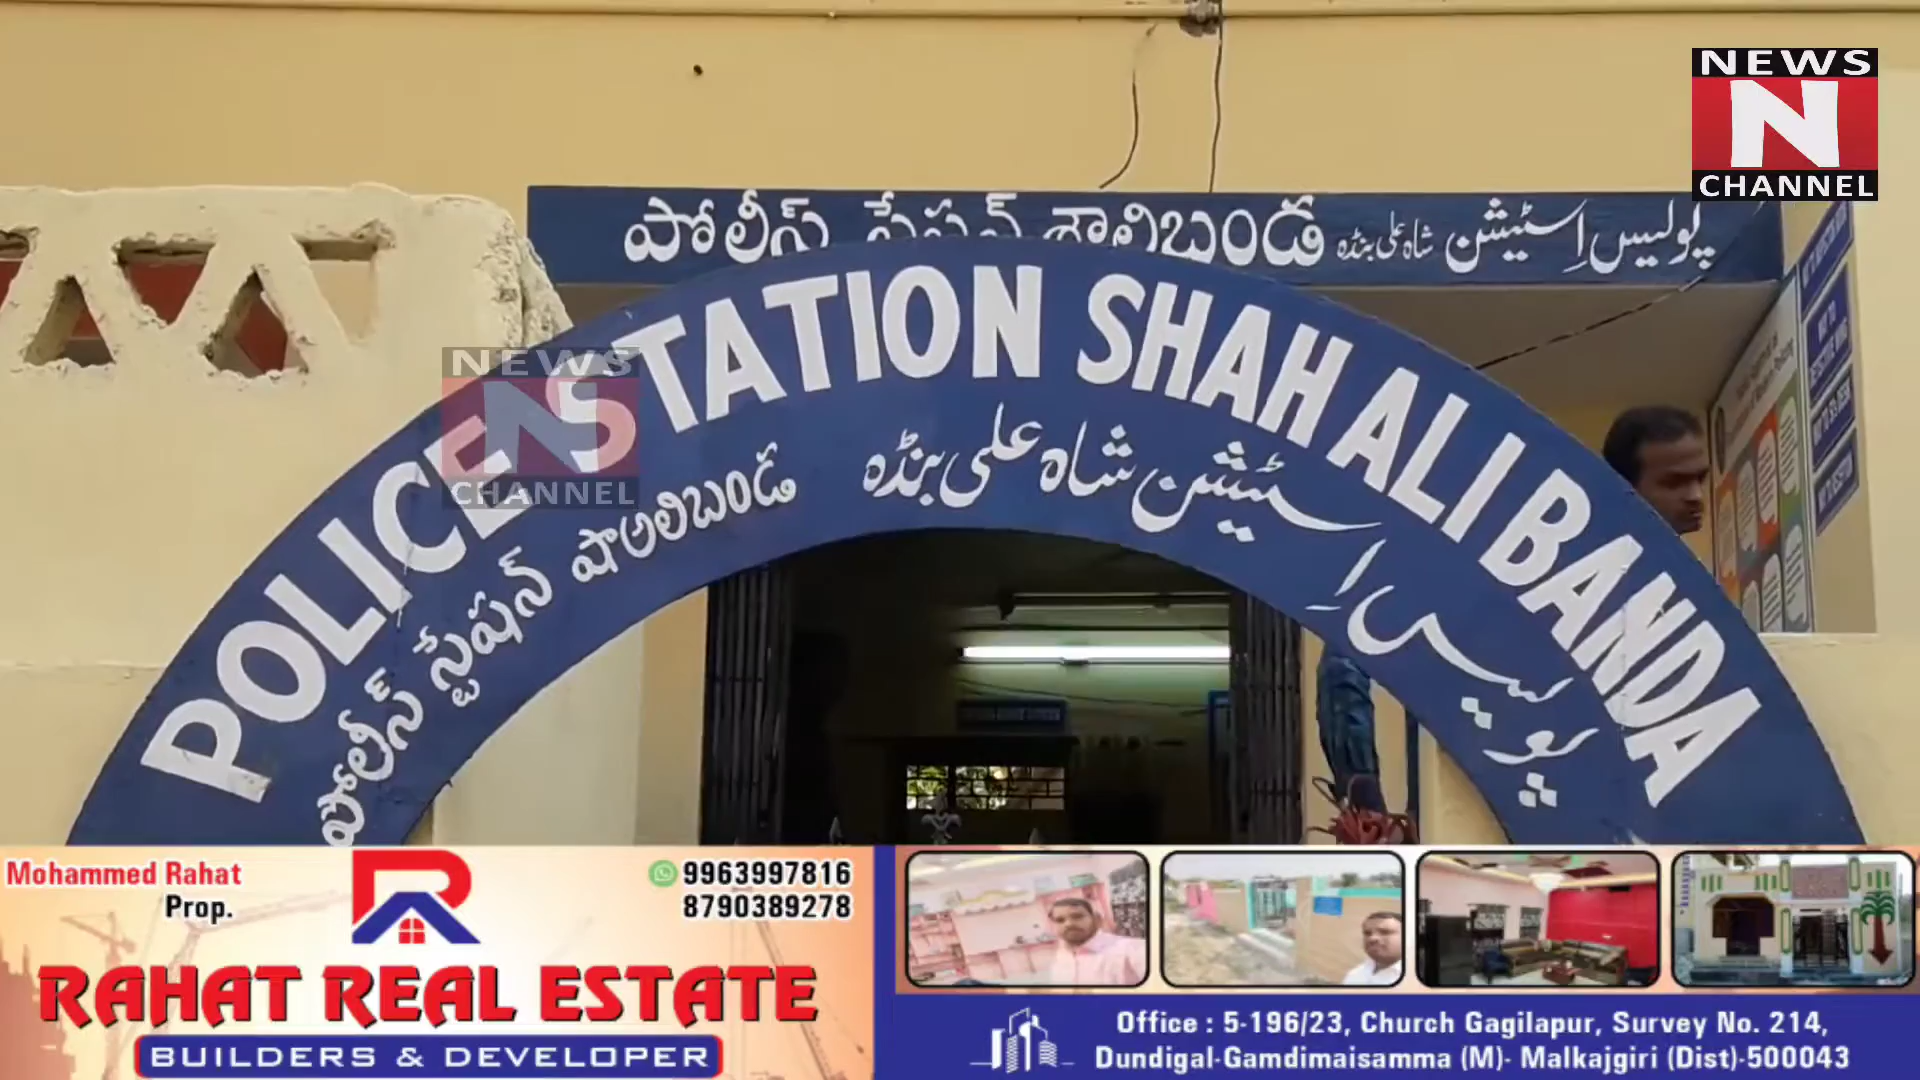 NEWS
N
CHANNEL
పోలీస్ స్టేషన్ శాలిబండ پولیس اِسٹیشن شاہ علی بنڈہ
POLICE STATION SHAH ALI BANDA
పోలీస్ స్టేషన్ షాఅలిబండ پولیس اِسٹیشن شاہ علی بنڈہ
NEWS
N
CHANNEL
Mohammed Rahat
Prop.
R
9963997816
8790389278
RAHAT REAL ESTATE
BUILDERS & DEVELOPER
Office : 5-196/23, Church Gagilapur, Survey No. 214,
Dundigal-Gamdimaisamma (M)- Malkajgiri (Dist)-500043